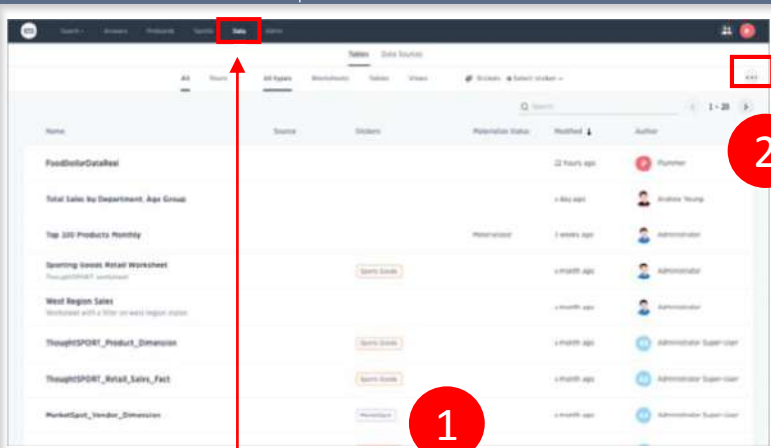 Search Answers Pinboards SpotIQ Data Admin
Tables Data Sources
All Yours All types Worksheets Tables Views Stickers Select sticker
Search 1 - 20
Name Source Stickers Materialized Status Modified Author
FoodDollarDataReal 22 hours ago Plummer
Total Sales by Department, Age Group a day ago Andrew Yeung
2
Top 100 Products Monthly Materialized 3 weeks ago Administrator
Sporting Goods Retail Worksheet Sports Goods a month ago Administrator
ThoughtSPORT worksheet
West Region Sales a month ago Administrator
Worksheet with a filter on west region states
ThoughtSPORT_Product_Dimension Sports Goods a month ago Administrator Super-User
ThoughtSPORT_Retail_Sales_Fact Sports Goods a month ago Administrator Super-User
MarketSpot_Vendor_Dimension MarketSpot a month ago Administrator Super-User
1